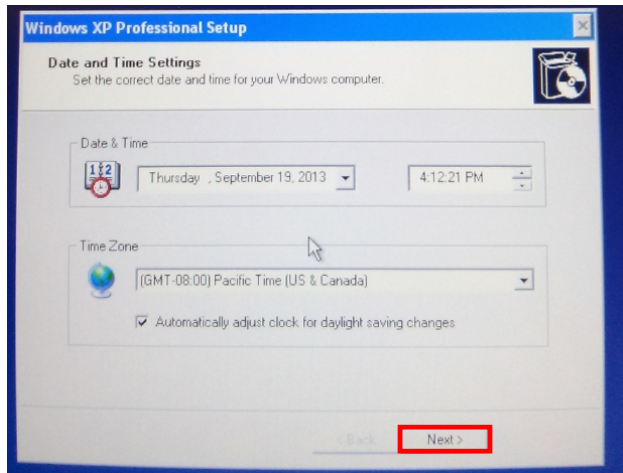 Windows XP Professional Setup
Date and Time Settings
Set the correct date and time for your Windows computer.
Date & Time
Thursday , September 19, 2013
4:12:21 PM
Time Zone
(GMT-08:00) Pacific Time (US & Canada)
Automatically adjust clock for daylight saving changes
< Back
Next >